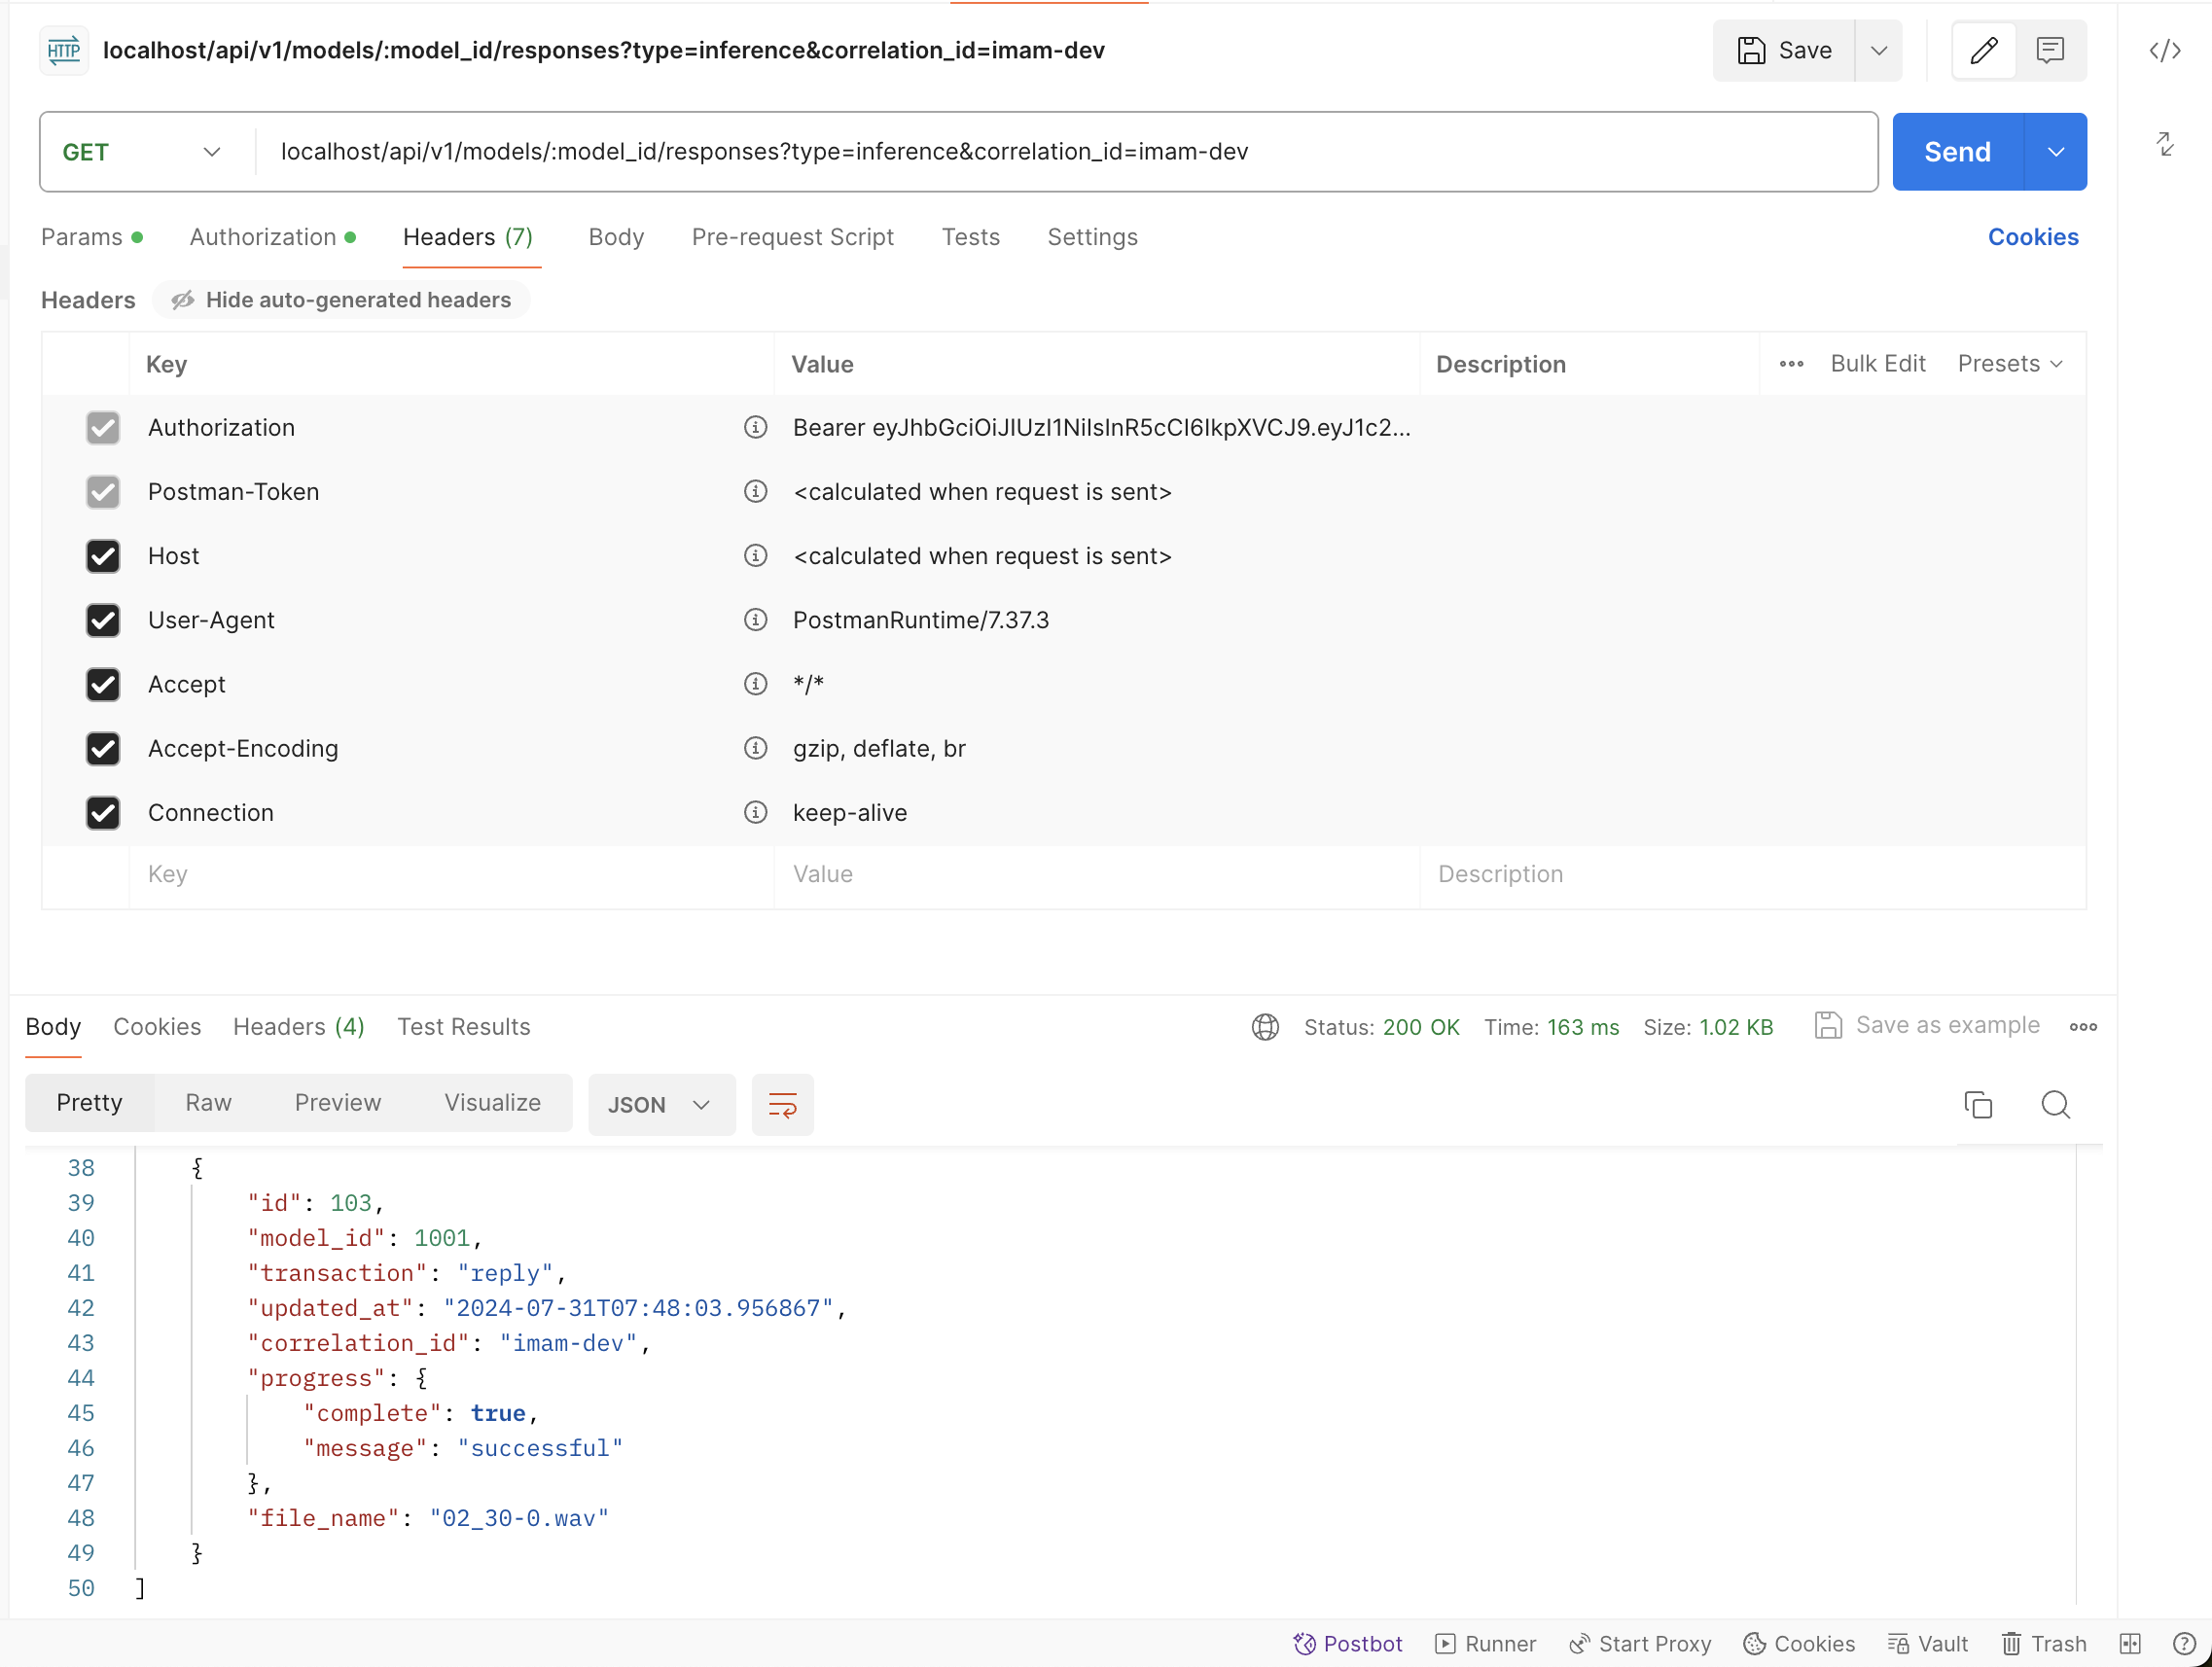 HTTP localhost/api/v1/models/:model_id/responses?type=inference&correlation_id=imam-dev Save
GET localhost/api/v1/models/:model_id/responses?type=inference&correlation_id=imam-dev Send
Params Authorization Headers (7) Body Pre-request Script Tests Settings Cookies
Headers Hide auto-generated headers
Key Value Description Bulk Edit Presets
Authorization Bearer eyJhbGciOiJIUzI1NiIsInR5cCI6IkpXVCJ9.eyJ1c2...
Postman-Token <calculated when request is sent>
Host <calculated when request is sent>
User-Agent PostmanRuntime/7.37.3
Accept */*
Accept-Encoding gzip, deflate, br
Connection keep-alive
Key Value Description
Body Cookies Headers (4) Test Results Status: 200 OK Time: 163 ms Size: 1.02 KB Save as example
Pretty Raw Preview Visualize JSON
38 {
39 "id": 103,
40 "model_id": 1001,
41 "transaction": "reply",
42 "updated_at": "2024-07-31T07:48:03.956867",
43 "correlation_id": "imam-dev",
44 "progress": {
45 "complete": true,
46 "message": "successful"
47 },
48 "file_name": "02_30-0.wav"
49 }
50 ]
Postbot Runner Start Proxy Cookies Vault Trash